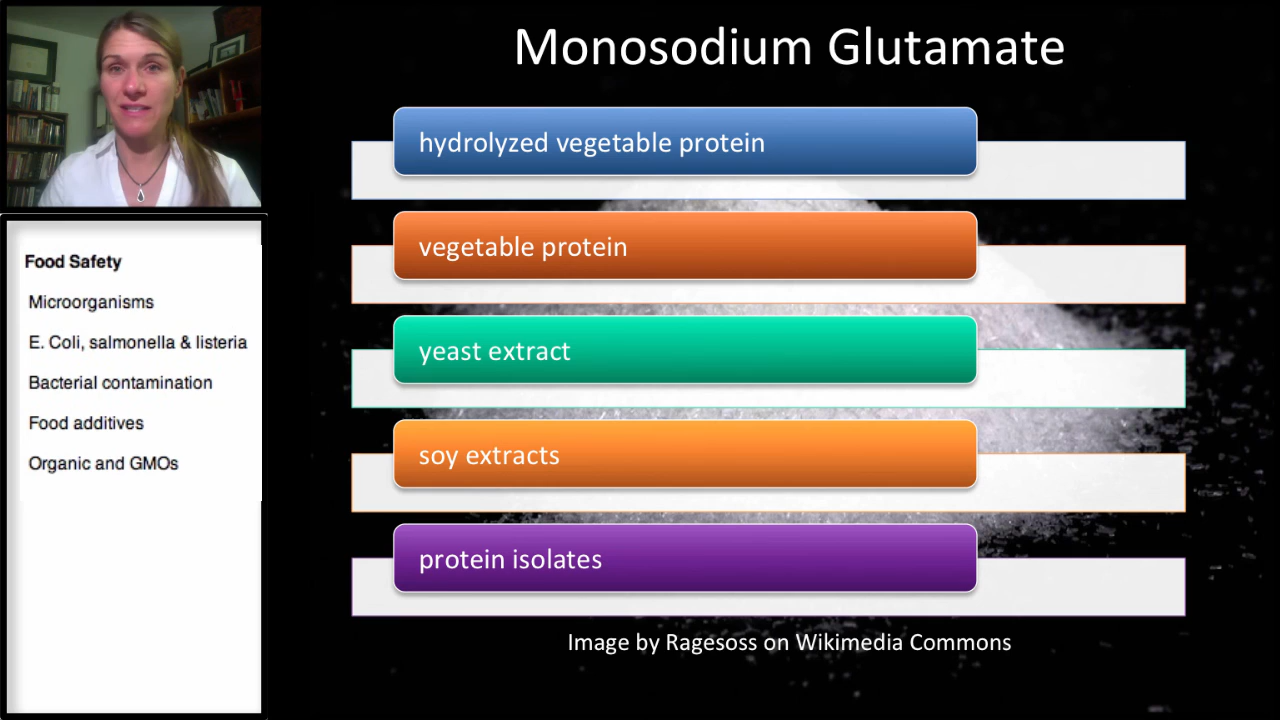 Monosodium Glutamate
hydrolyzed vegetable protein
vegetable protein
yeast extract
soy extracts
protein isolates
Image by Ragesoss on Wikimedia Commons
Food Safety
Microorganisms
E. Coli, salmonella & listeria
Bacterial contamination
Food additives
Organic and GMOs